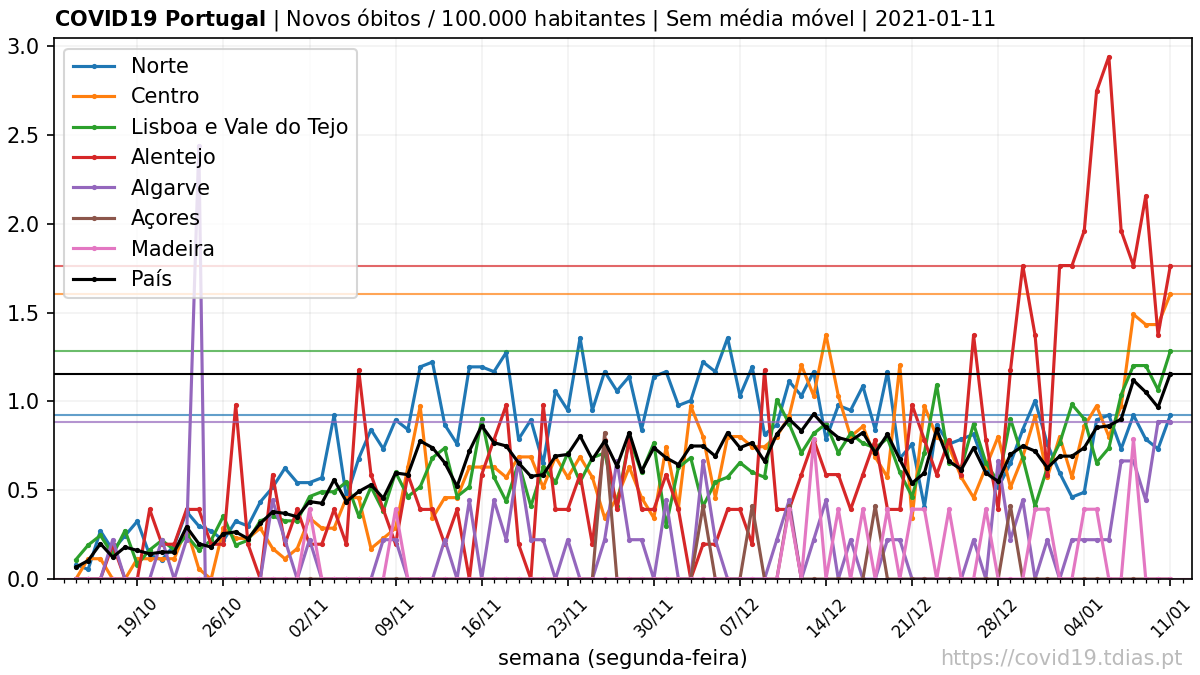 COVID19 Portugal | Novos óbitos / 100.000 habitantes | Sem média móvel | 2021-01-11
3.0
2.5
2.0
1.5
1.0
0.5
0.0
Norte
Centro
Lisboa e Vale do Tejo
Alentejo
Algarve
Açores
Madeira
País
19/10 26/10 02/11 09/11 16/11 23/11 30/11 07/12 14/12 21/12 28/12 04/01 11/01
semana (segunda-feira)
https://covid19.tdias.pt